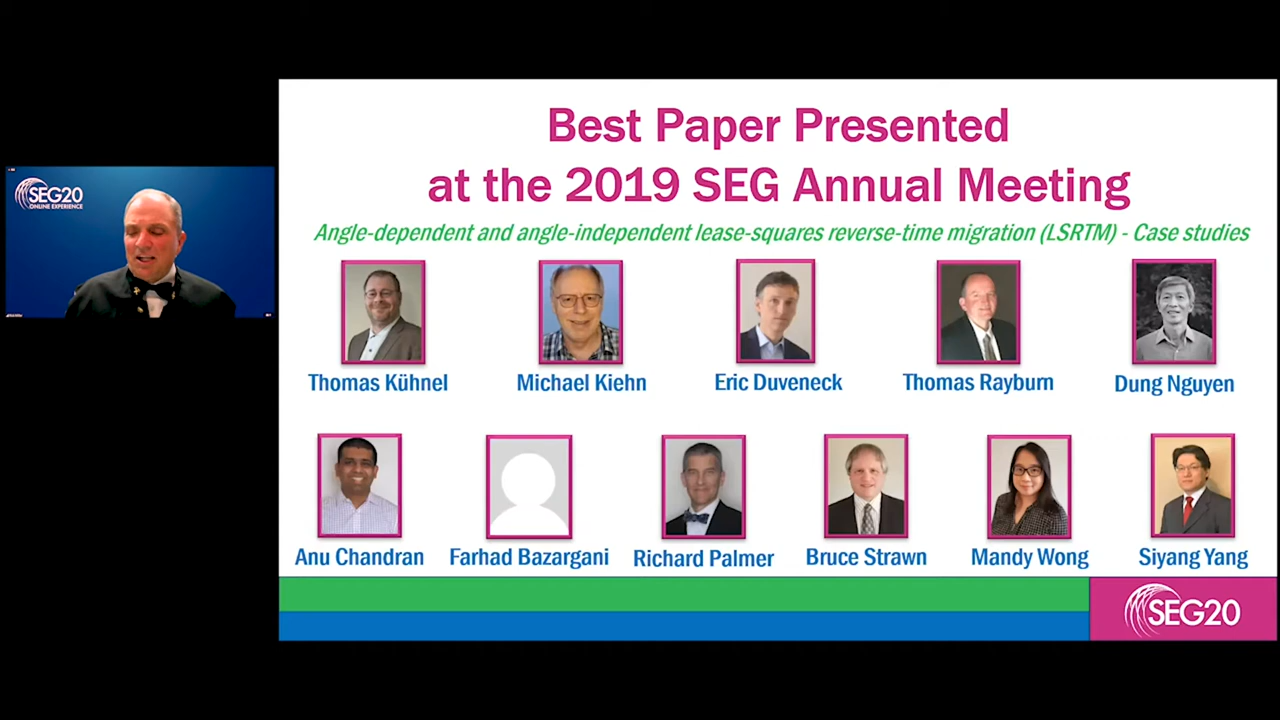 SEG20
ONLINE EXPERIENCE
Best Paper Presented
at the 2019 SEG Annual Meeting
Angle-dependent and angle-independent lease-squares reverse-time migration (LSRTM) - Case studies
Thomas Kühnel
Michael Kiehn
Eric Duveneck
Thomas Rayburn
Dung Nguyen
Anu Chandran
Farhad Bazargani
Richard Palmer
Bruce Strawn
Mandy Wong
Siyang Yang
SEG20